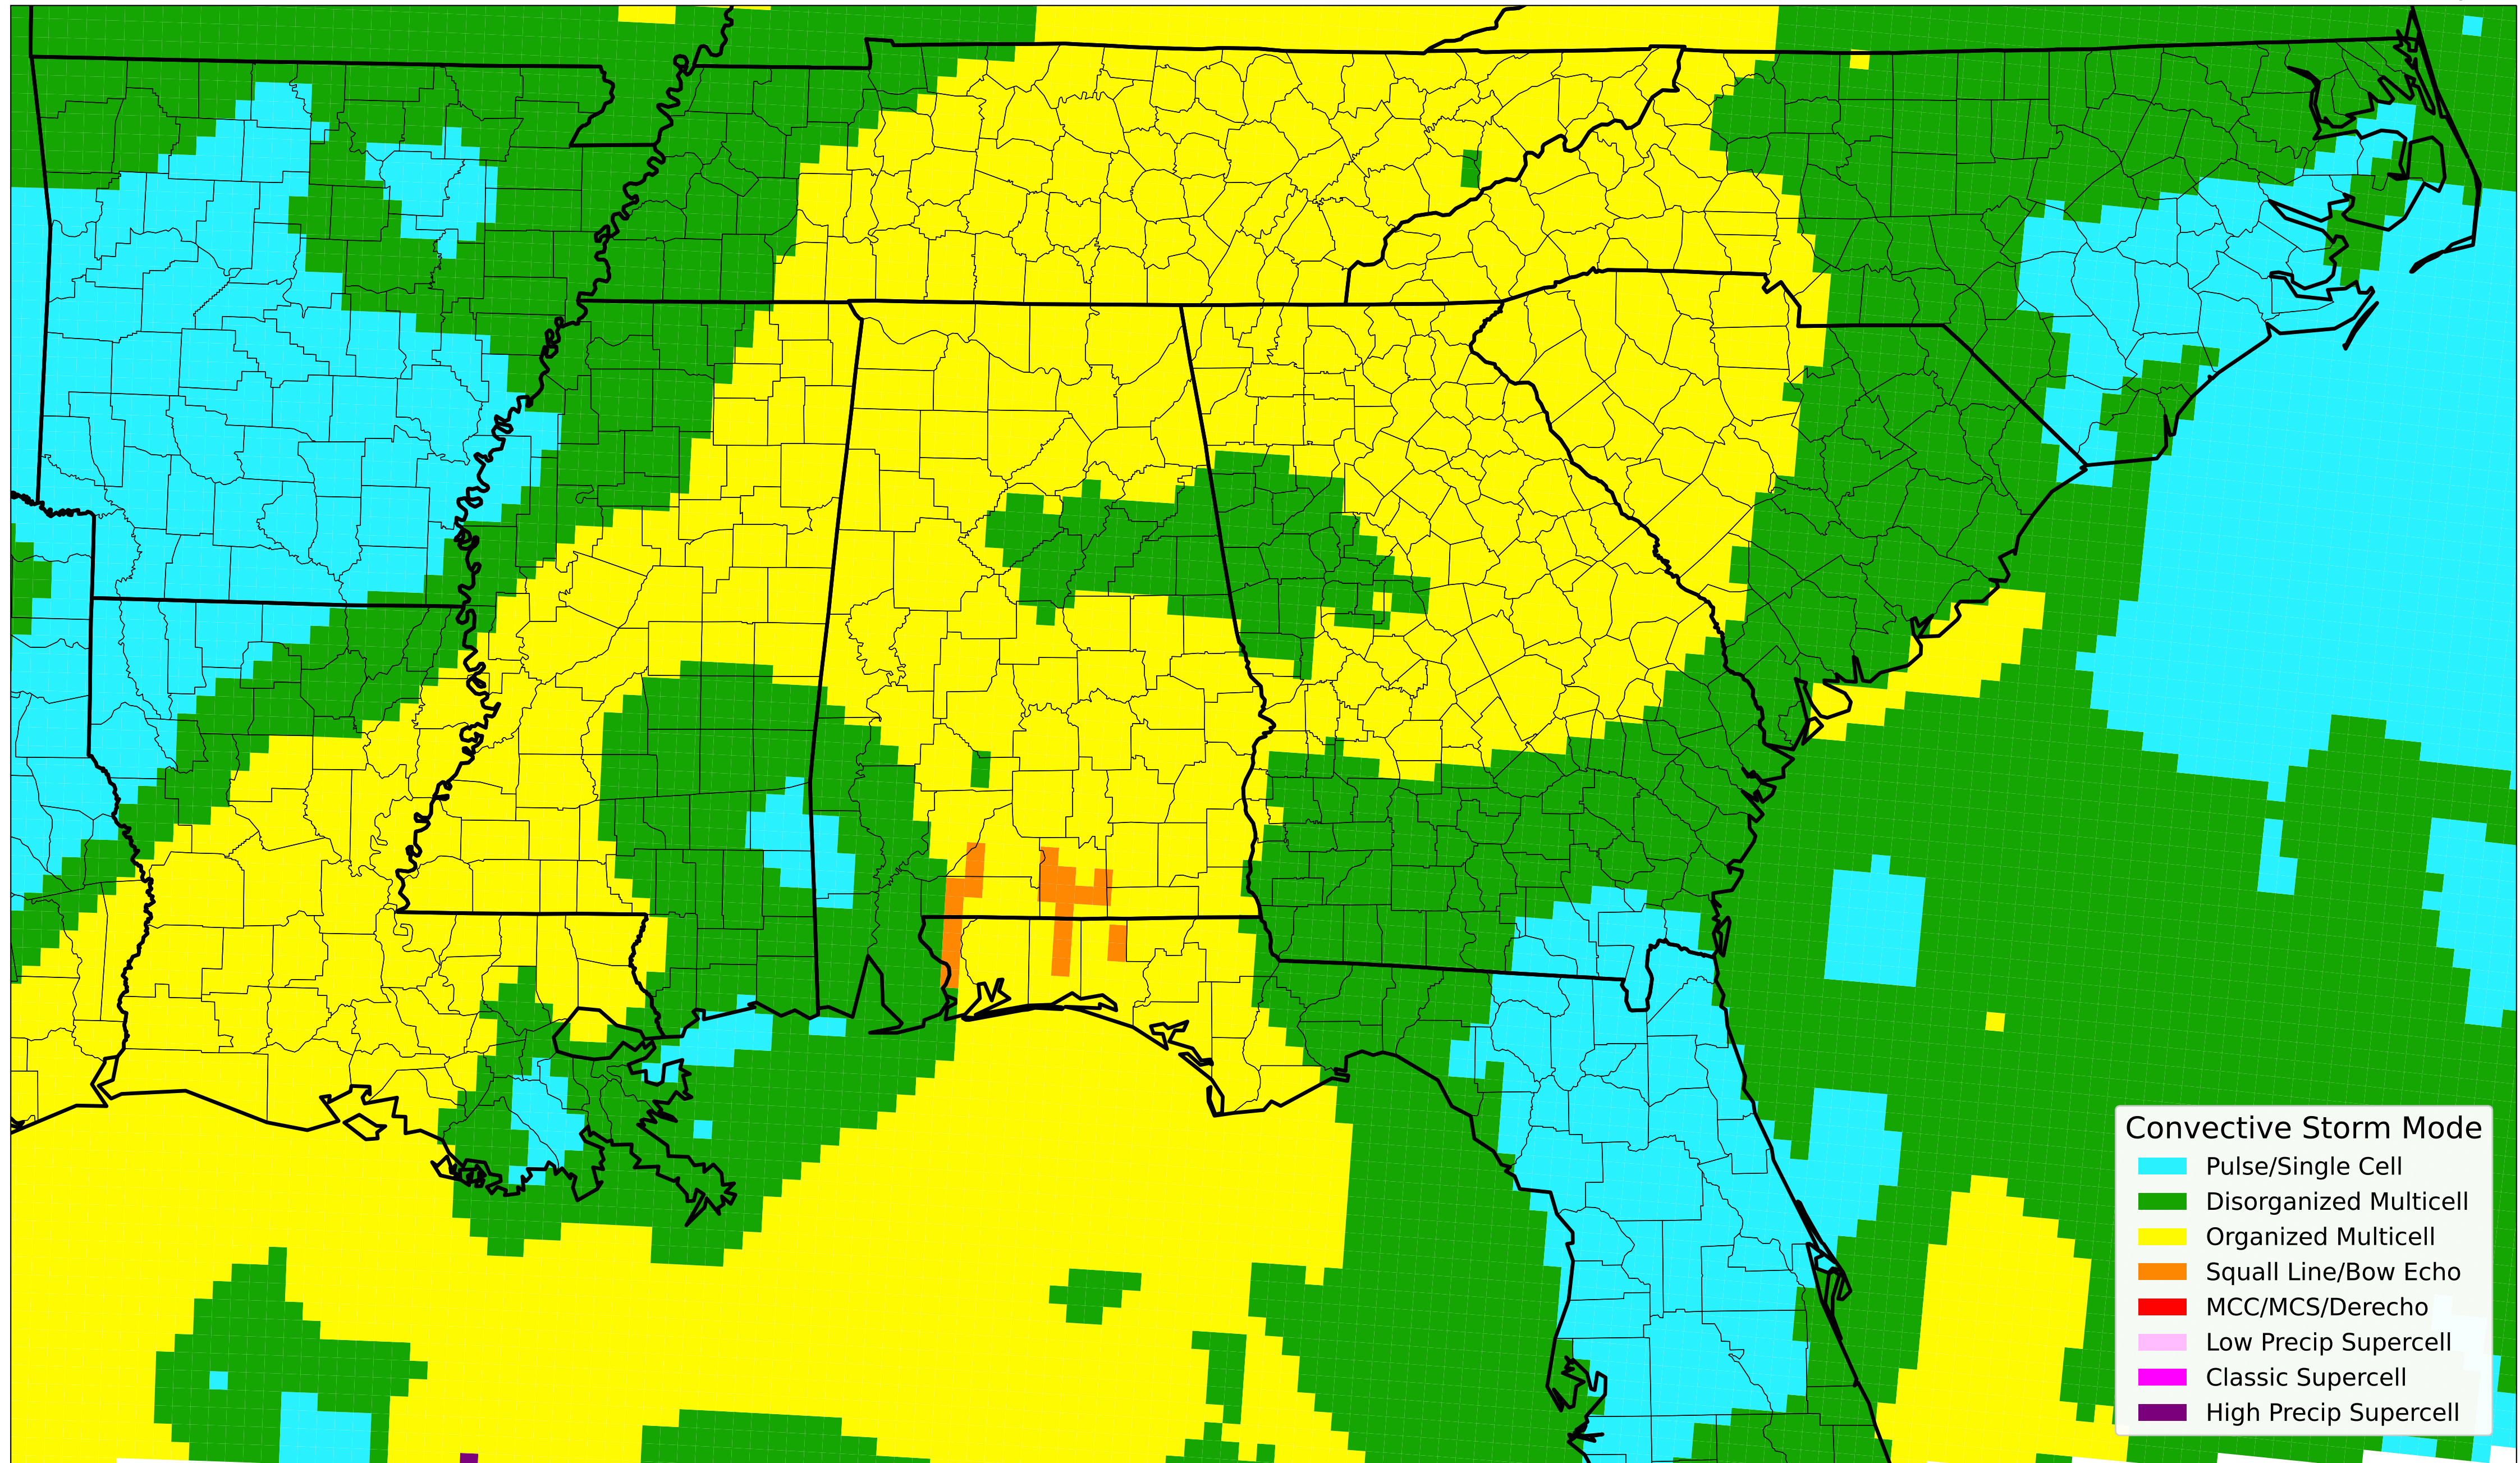 Convective Storm Mode
Pulse/Single Cell
Disorganized Multicell
Organized Multicell
Squall Line/Bow Echo
MCC/MCS/Derecho
Low Precip Supercell
Classic Supercell
High Precip Supercell